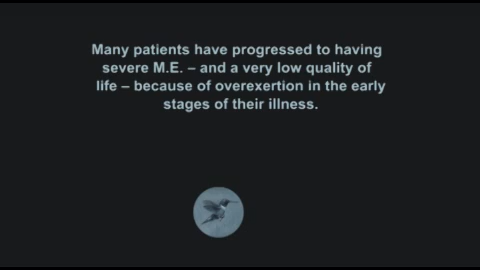 Many patients have progressed to having
severe M.E. – and a very low quality of
life – because of overexertion in the early
stages of their illness.